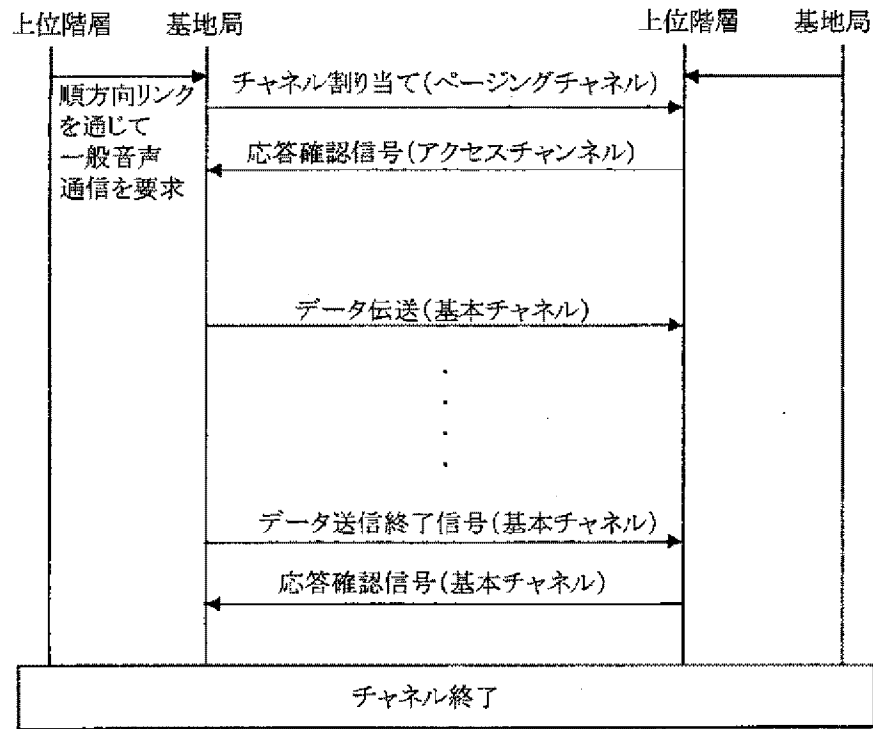 上位階層 基地局 上位階層 基地局
チャネル割り当て(ページングチャネル)
順方向リンク
を通じて
一般音声
通信を要求
応答確認信号(アクセスチャンネル)
データ伝送(基本チャネル)
データ送信終了信号(基本チャネル)
応答確認信号(基本チャネル)
チャネル終了